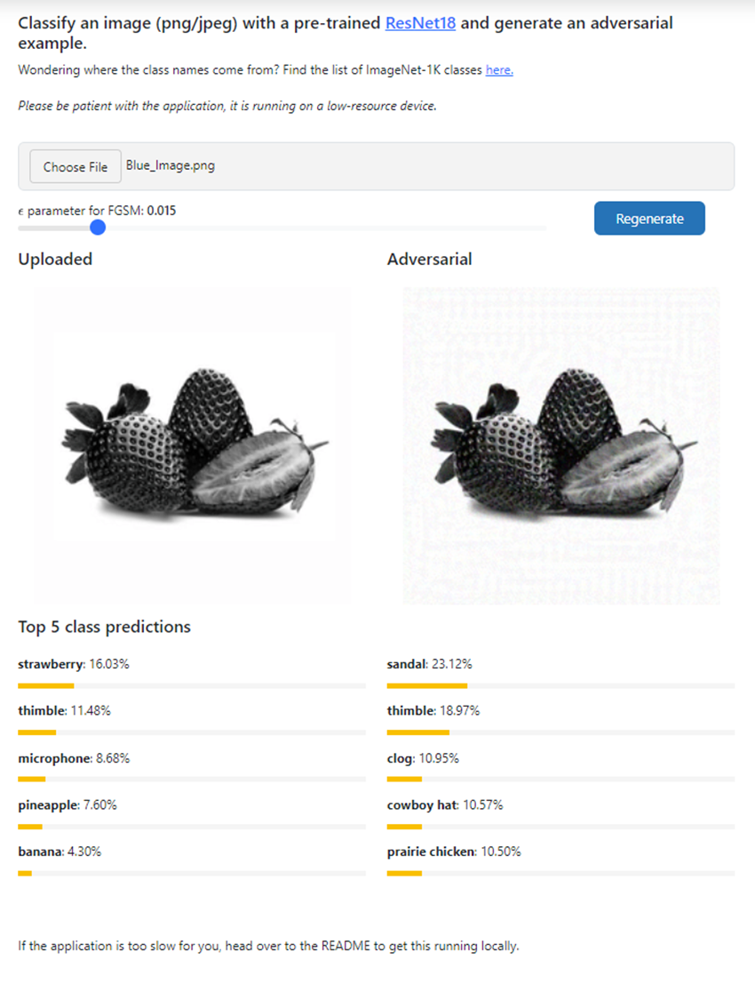 Classify an image (png/jpeg) with a pre-trained ResNet18 and generate an adversarial
example.
Wondering where the class names come from? Find the list of ImageNet-1K classes here.
Please be patient with the application, it is running on a low-resource device.
Choose File Blue_Image.png
ϵ parameter for FGSM: 0.015
Regenerate
Uploaded
Adversarial
Top 5 class predictions
strawberry: 16.03%
thimble: 11.48%
microphone: 8.68%
pineapple: 7.60%
banana: 4.30%
sandal: 23.12%
thimble: 18.97%
clog: 10.95%
cowboy hat: 10.57%
prairie chicken: 10.50%
If the application is too slow for you, head over to the README to get this running locally.